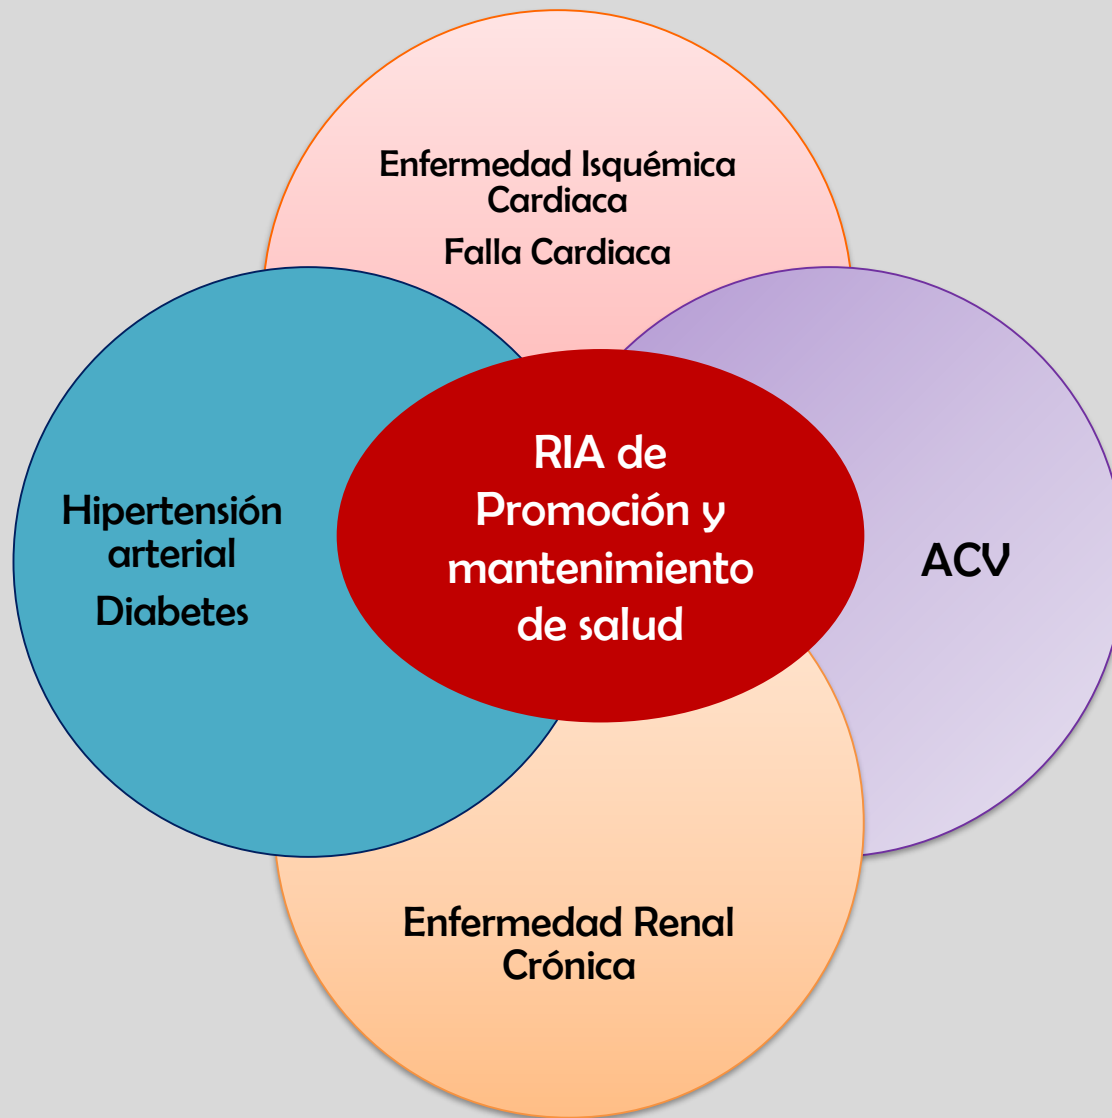 Enfermedad Isquémica
Cardiaca
Falla Cardiaca
Hipertensión
arterial
Diabetes
RIA de
Promoción y
mantenimiento
de salud
ACV
Enfermedad Renal
Crónica